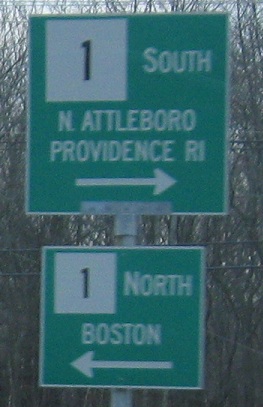 1 SOUTH
N. ATTLEBORO
PROVIDENCE RI
1 NORTH
BOSTON